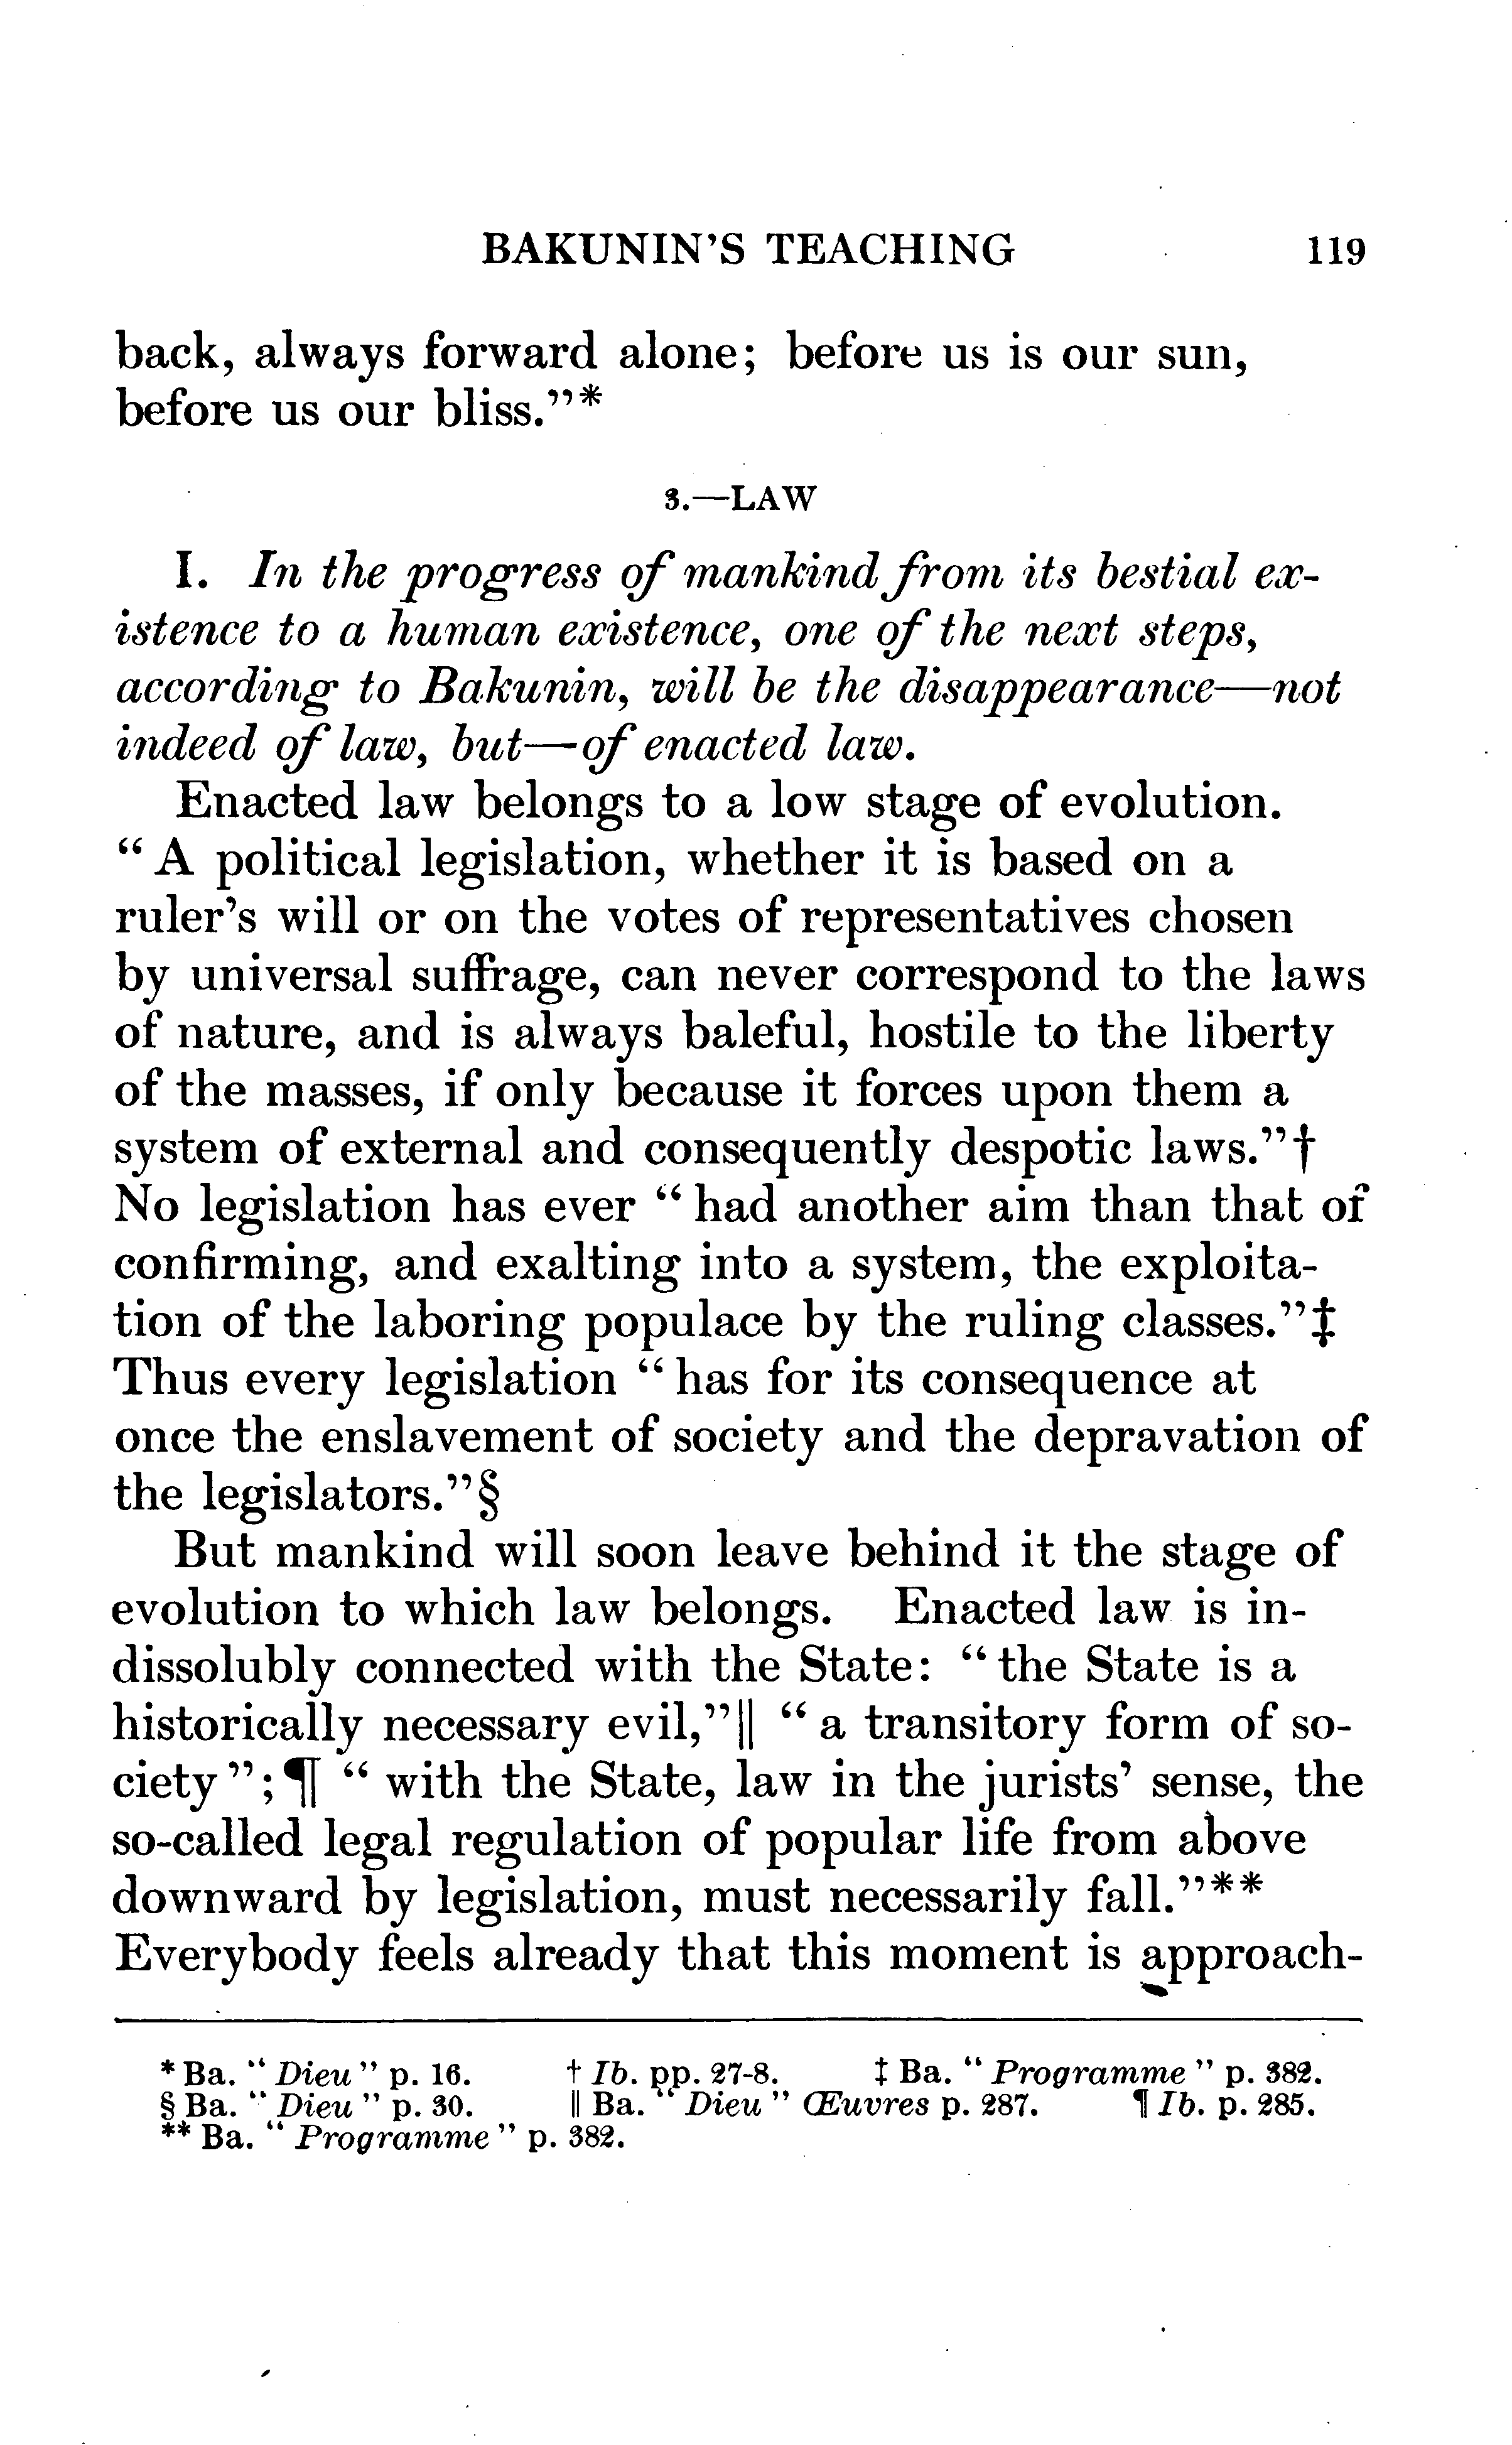 BAKUNIN'S TEACHING 119
back, always forward alone; before us is our sun,
before us our bliss."*
3.—LAW
I. In the progress of mankind from its bestial ex-
istence to a human existence, one of the next steps,
according to Bakunin, will be the disappearance—not
indeed of law, but—of enacted law.
Enacted law belongs to a low stage of evolution.
"A political legislation, whether it is based on a
ruler's will or on the votes of representatives chosen
by universal suffrage, can never correspond to the laws
of nature, and is always baleful, hostile to the liberty
of the masses, if only because it forces upon them a
system of external and consequently despotic laws."†
No legislation has ever "had another aim than that of
confirming, and exalting into a system, the exploita-
tion of the laboring populace by the ruling classes."‡
Thus every legislation "has for its consequence at
once the enslavement of society and the depravation of
the legislators."§
But mankind will soon leave behind it the stage of
evolution to which law belongs. Enacted law is in-
dissolubly connected with the State: "the State is a
historically necessary evil,"‖ "a transitory form of so-
ciety";¶ "with the State, law in the jurists' sense, the
so-called legal regulation of popular life from above
downward by legislation, must necessarily fall."**
Everybody feels already that this moment is approach-
* Ba. "Dieu" p. 16. † Ib. pp. 27-8. ‡ Ba. "Programme" p. 382.
§ Ba. "Dieu" p. 30. ‖ Ba. "Dieu" Œuvres p. 287. ¶ Ib. p. 285.
** Ba. "Programme" p. 382.